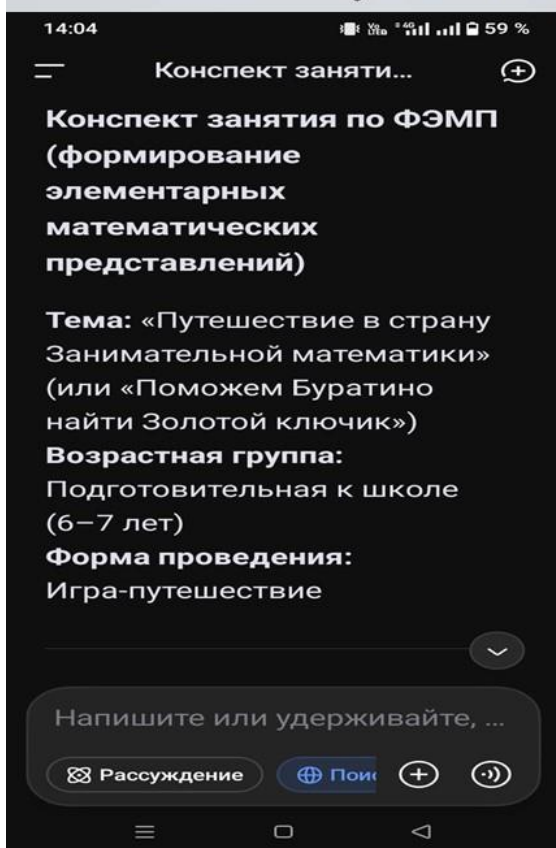 14:04
59 %
Конспект заняти...
Конспект занятия по ФЭМП
(формирование
элементарных
математических
представлений)
Тема: «Путешествие в страну
Занимательной математики»
(или «Поможем Буратино
найти Золотой ключик»)
Возрастная группа:
Подготовительная к школе
(6–7 лет)
Форма проведения:
Игра-путешествие
Напишите или удерживайте, ...
Рассуждение Поис